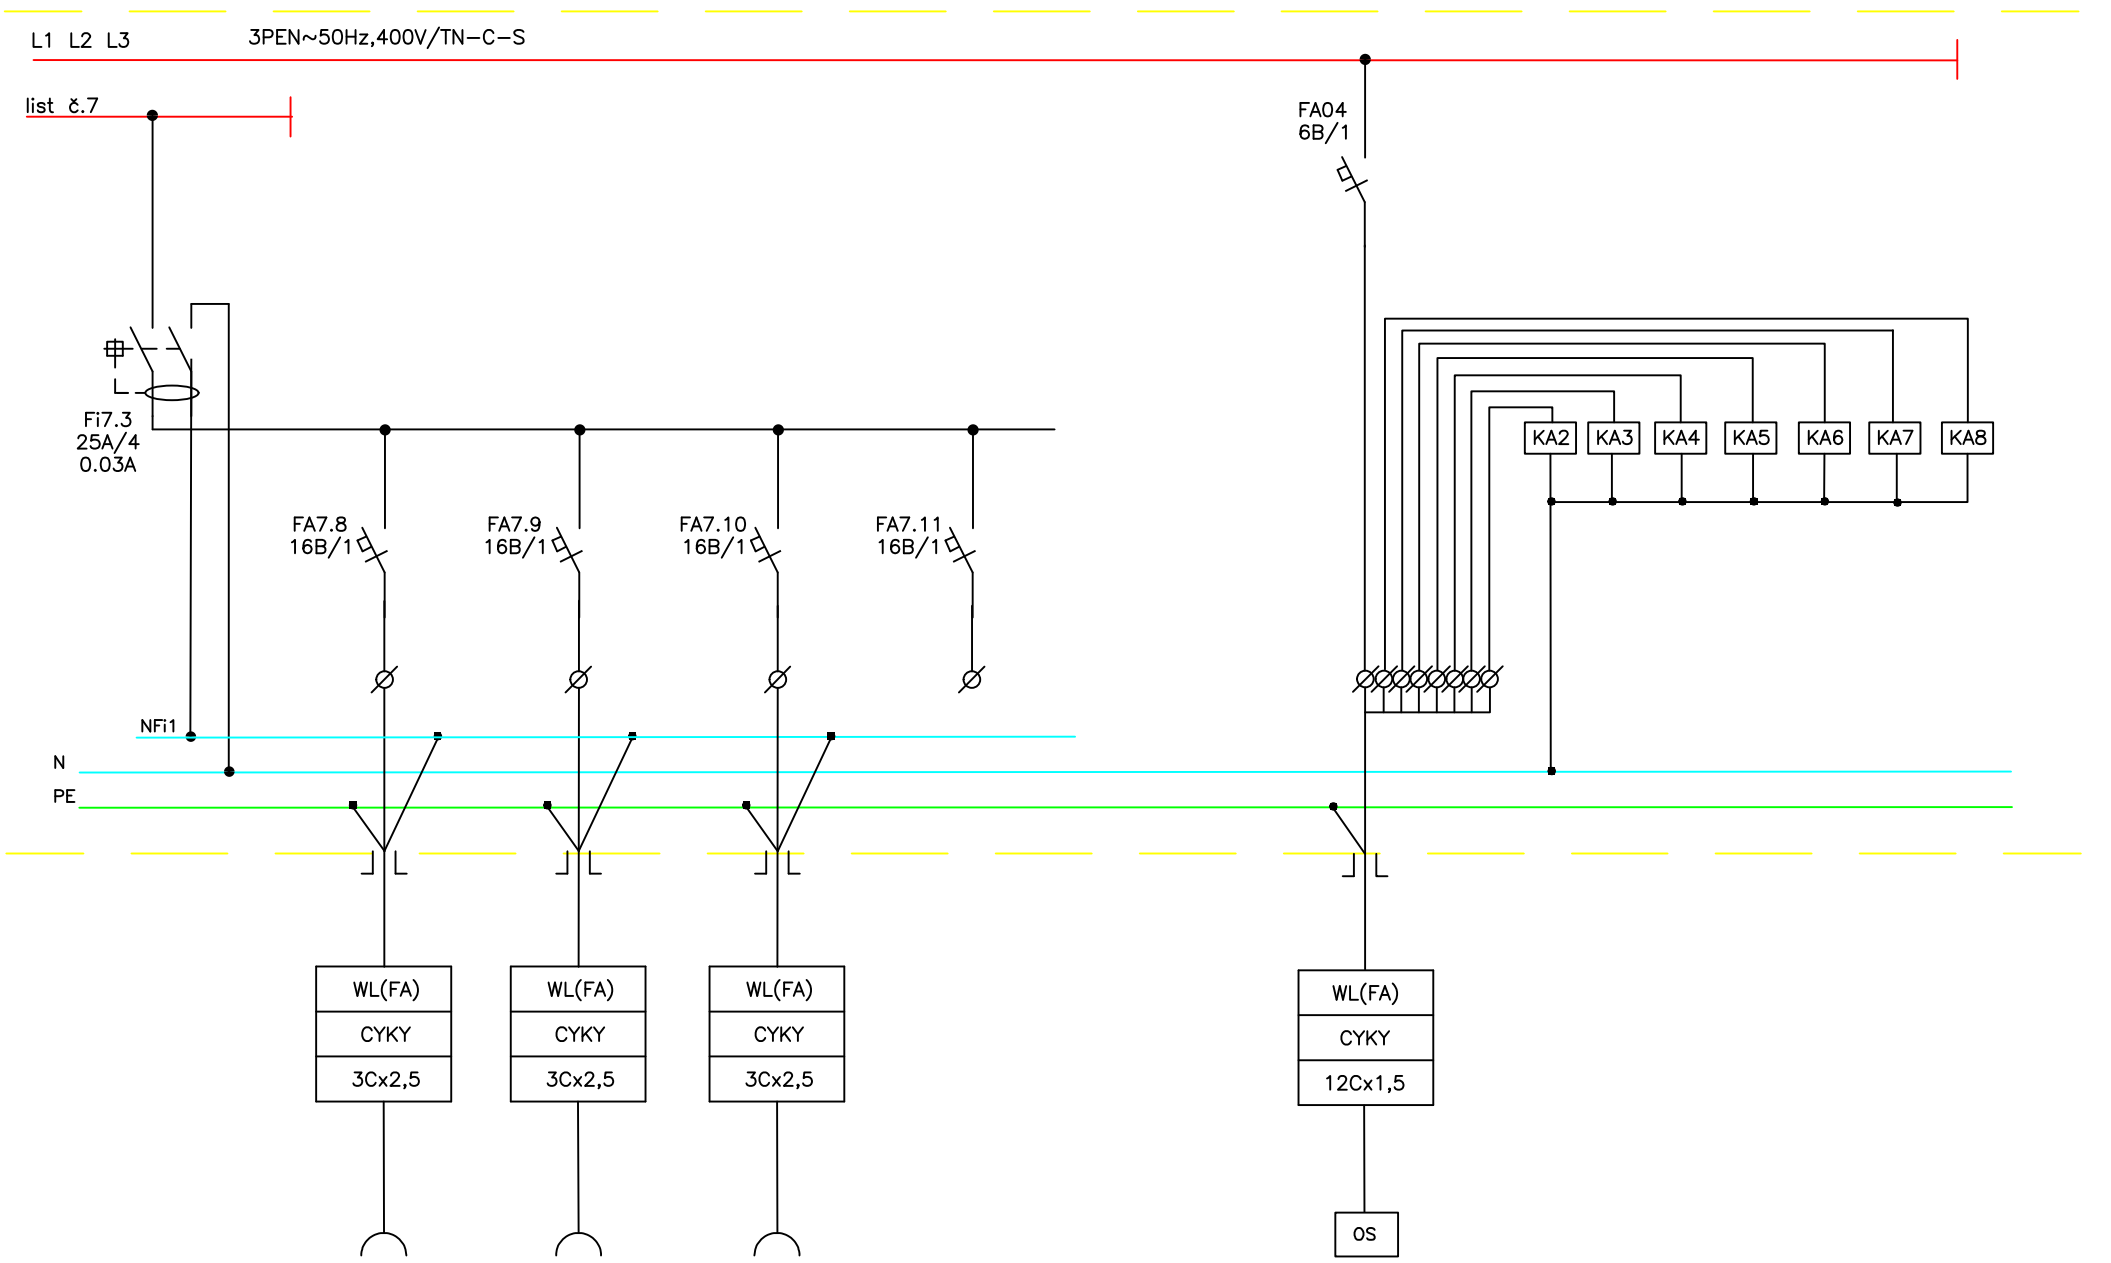 L1 L2 L3
3PEN~50Hz,400V/TN-C-S
list č.7
FA04
6B/1
Fi7.3
25A/4
0.03A
KA2
KA3
KA4
KA5
KA6
KA7
KA8
FA7.8
16B/1
FA7.9
16B/1
FA7.10
16B/1
FA7.11
16B/1
NFi1
N
PE
WL(FA)
CYKY
3Cx2,5
WL(FA)
CYKY
3Cx2,5
WL(FA)
CYKY
3Cx2,5
WL(FA)
CYKY
12Cx1,5
OS